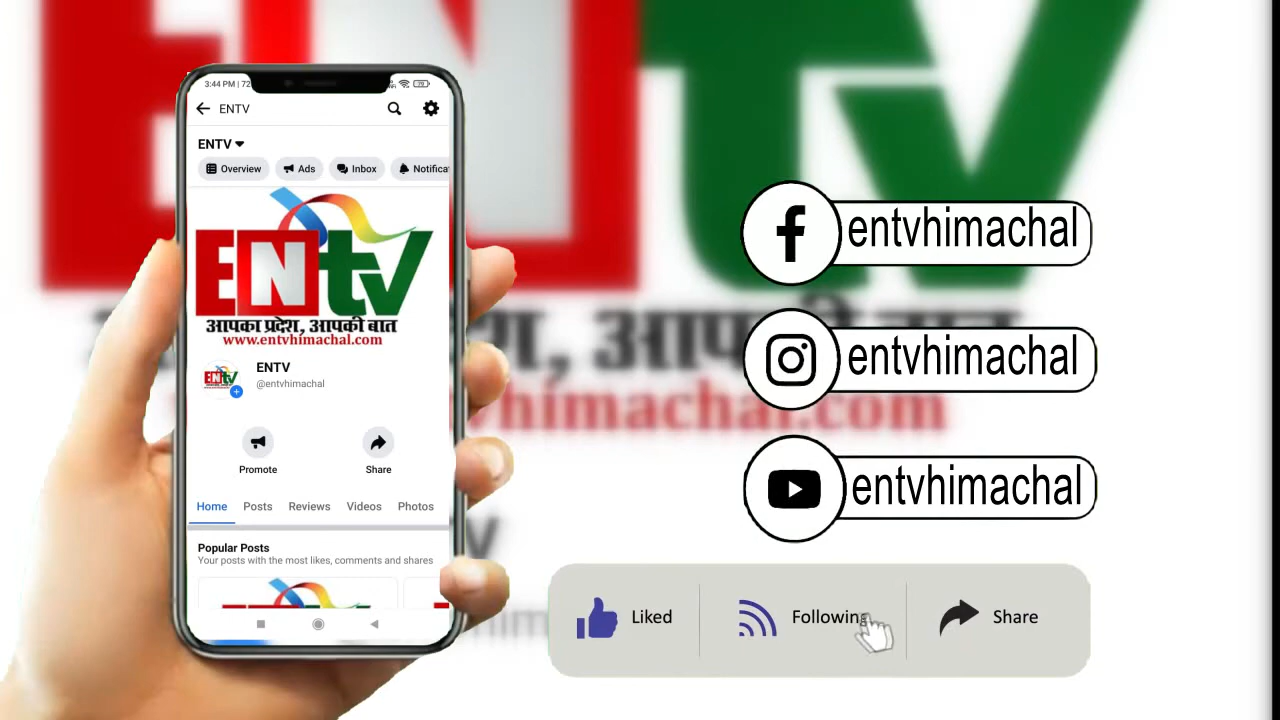 3:44 PM | 72
ENTV
ENTV
Overview
Ads
Inbox
Notifica
ENtv
आपका प्रदेश, आपकी बात
www.entvhimachal.com
ENTV
@entvhimachal
Promote
Share
Home
Posts
Reviews
Videos
Photos
Popular Posts
Your posts with the most likes, comments and shares
entvhimachal
entvhimachal
entvhimachal
Liked
Following
Share